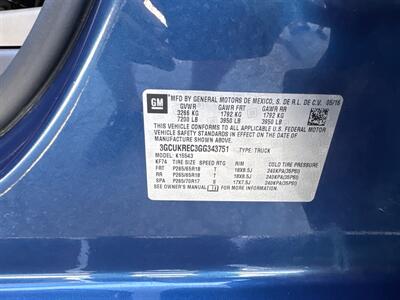 GM
MFD BY GENERAL MOTORS DE MEXICO, S. DE R.L. DE C.V. 05/16
GVWR GAWR FRT GAWR RR
3266 KG 1792 KG 1792 KG
7200 LB 3950 LB 3950 LB
THIS VEHICLE CONFORMS TO ALL APPLICABLE U.S. FEDERAL MOTOR
VEHICLE SAFETY STANDARDS IN EFFECT ON THE DATE OF
MANUFACTURE SHOWN ABOVE.
3GCUKREC3GG343751 TYPE: TRUCK
MODEL: K15543
KF74 TIRE SIZE SPEED RTG RIM COLD TIRE PRESSURE
FRT P265/65R18 T 18X8.5J 240KPA(35PSI)
RR P265/65R18 T 18X8.5J 240KPA(35PSI)
SPA P265/70R17 S 17X7.5J 240KPA(35PSI)
SEE OWNER'S MANUAL